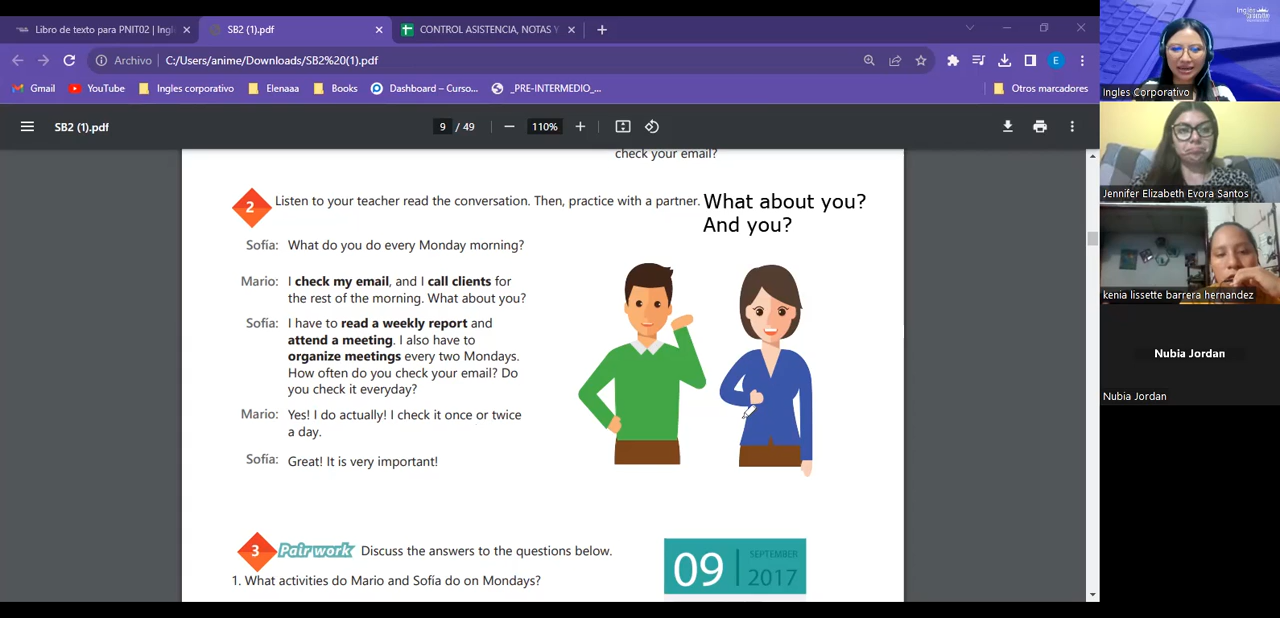 Libro de texto para PNIT02 | Ingl
SB2 (1).pdf
CONTROL ASISTENCIA, NOTAS Y
Archivo
C:/Users/anime/Downloads/SB2%20(1).pdf
E
Gmail
YouTube
Ingles corporativo
Elenaaa
Books
Dashboard – Curso...
_PRE-INTERMEDIO_...
Otros marcadores
SB2 (1).pdf
9 / 49
110%
check your email?
2
Listen to your teacher read the conversation. Then, practice with a partner.
What about you?
And you?
Sofía: What do you do every Monday morning?
Mario: I check my email, and I call clients for
the rest of the morning. What about you?
Sofía: I have to read a weekly report and
attend a meeting. I also have to
organize meetings every two Mondays.
How often do you check your email? Do
you check it everyday?
Mario: Yes! I do actually! I check it once or twice
a day.
Sofía: Great! It is very important!
3 Pair work Discuss the answers to the questions below.
1. What activities do Mario and Sofía do on Mondays?
09
SEPTEMBER
2017
Ingles Corporativo
Jennifer Elizabeth Evora Santos
kenia lissette barrera hernandez
Nubia Jordan
Nubia Jordan